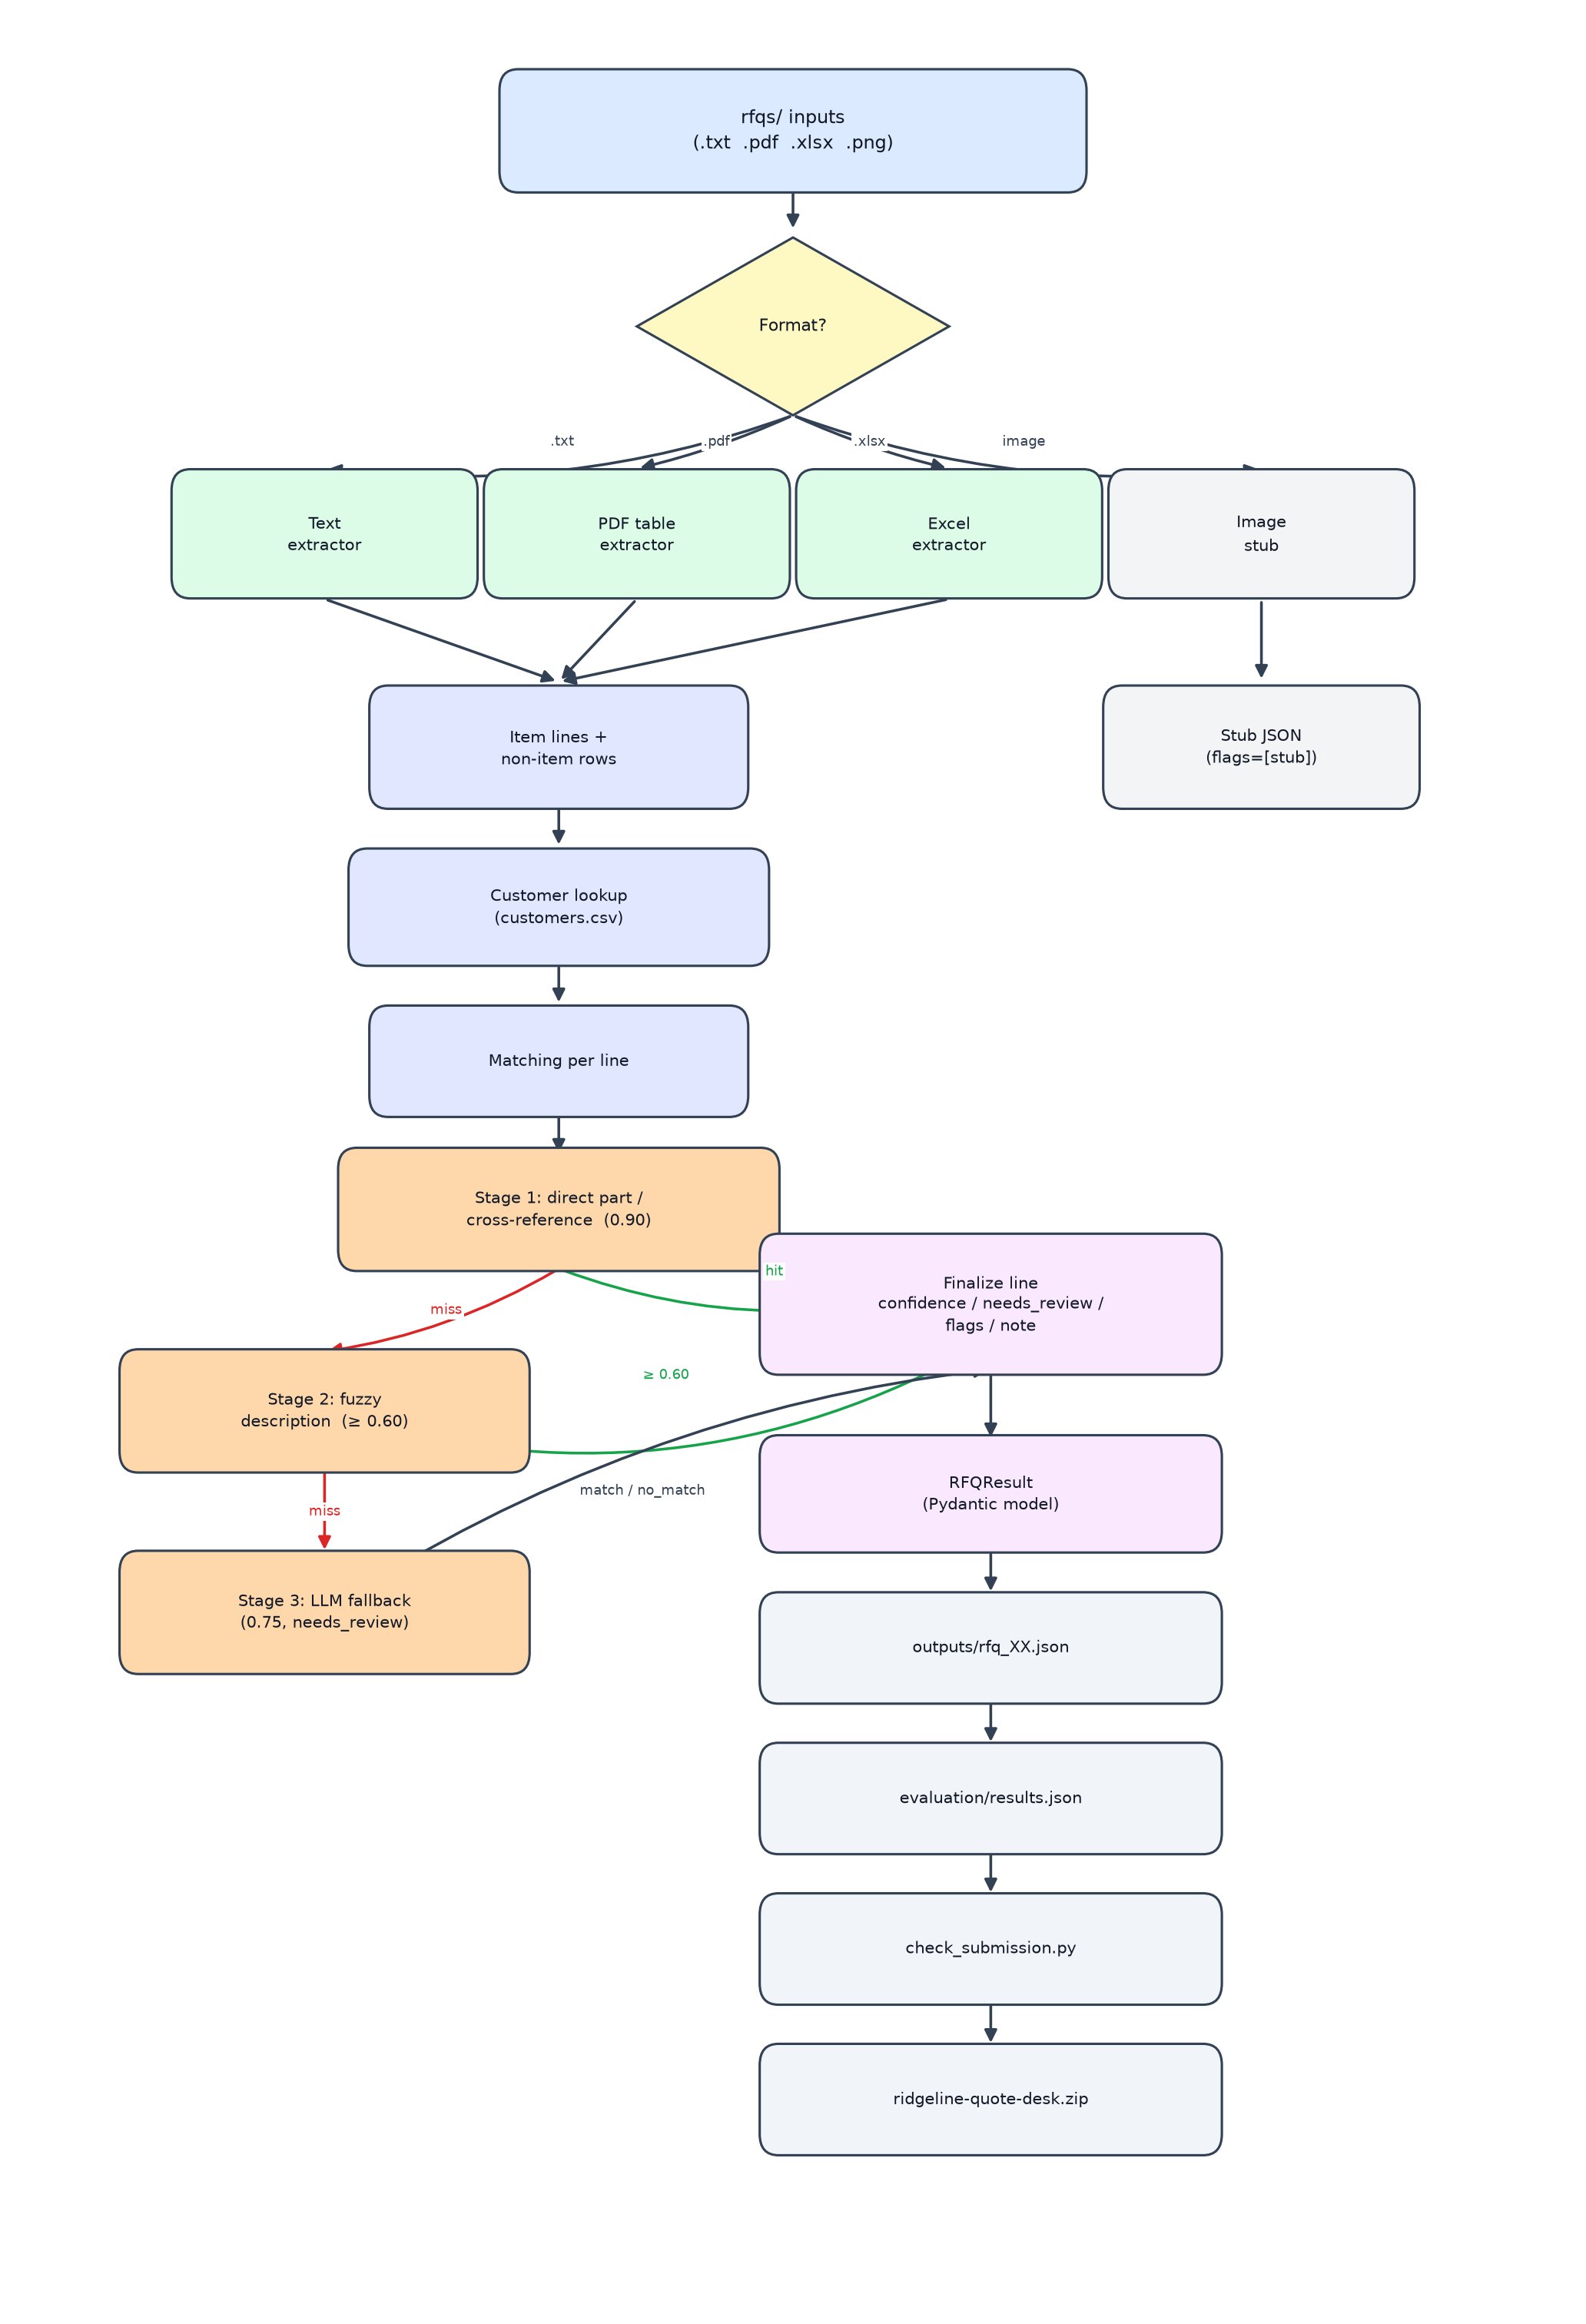 rfqs/ inputs
(.txt  .pdf  .xlsx  .png)
Format?
.txt
.pdf
.xlsx
image
Text
extractor
PDF table
extractor
Excel
extractor
Image
stub
Item lines +
non-item rows
Stub JSON
(flags=[stub])
Customer lookup
(customers.csv)
Matching per line
Stage 1: direct part /
cross-reference  (0.90)
hit
Finalize line
confidence / needs_review /
flags / note
miss
≥ 0.60
Stage 2: fuzzy
description  (≥ 0.60)
match / no_match
RFQResult
(Pydantic model)
miss
Stage 3: LLM fallback
(0.75, needs_review)
outputs/rfq_XX.json
evaluation/results.json
check_submission.py
ridgeline-quote-desk.zip